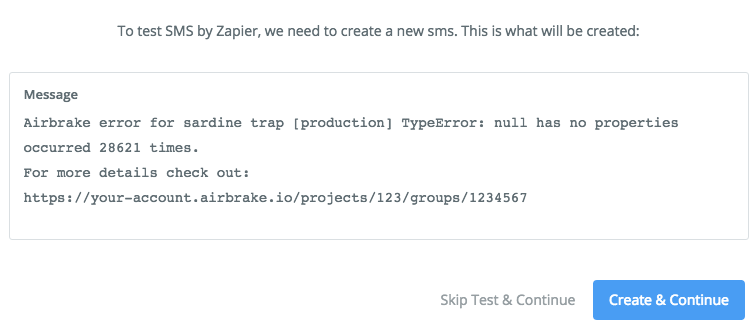 To test SMS by Zapier, we need to create a new sms. This is what will be created:
Message
Airbrake error for sardine trap [production] TypeError: null has no properties
occurred 28621 times.
For more details check out:
https://your-account.airbrake.io/projects/123/groups/1234567
Skip Test & Continue
Create & Continue